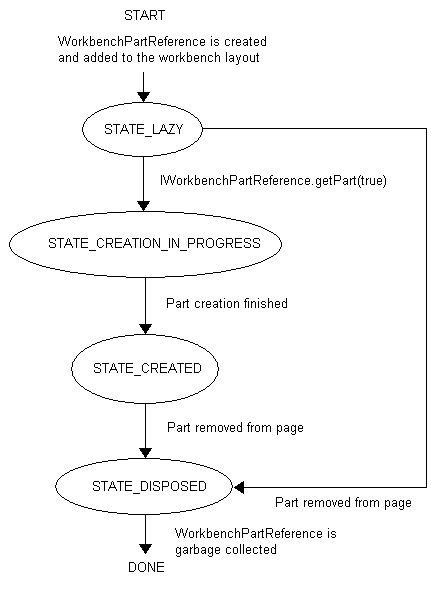 START
WorkbenchPartReference is created
and added to the workbench layout
STATE_LAZY
IWorkbenchPartReference.getPart(true)
STATE_CREATION_IN_PROGRESS
Part creation finished
STATE_CREATED
Part removed from page
STATE_DISPOSED
Part removed from page
WorkbenchPartReference is
garbage collected
DONE